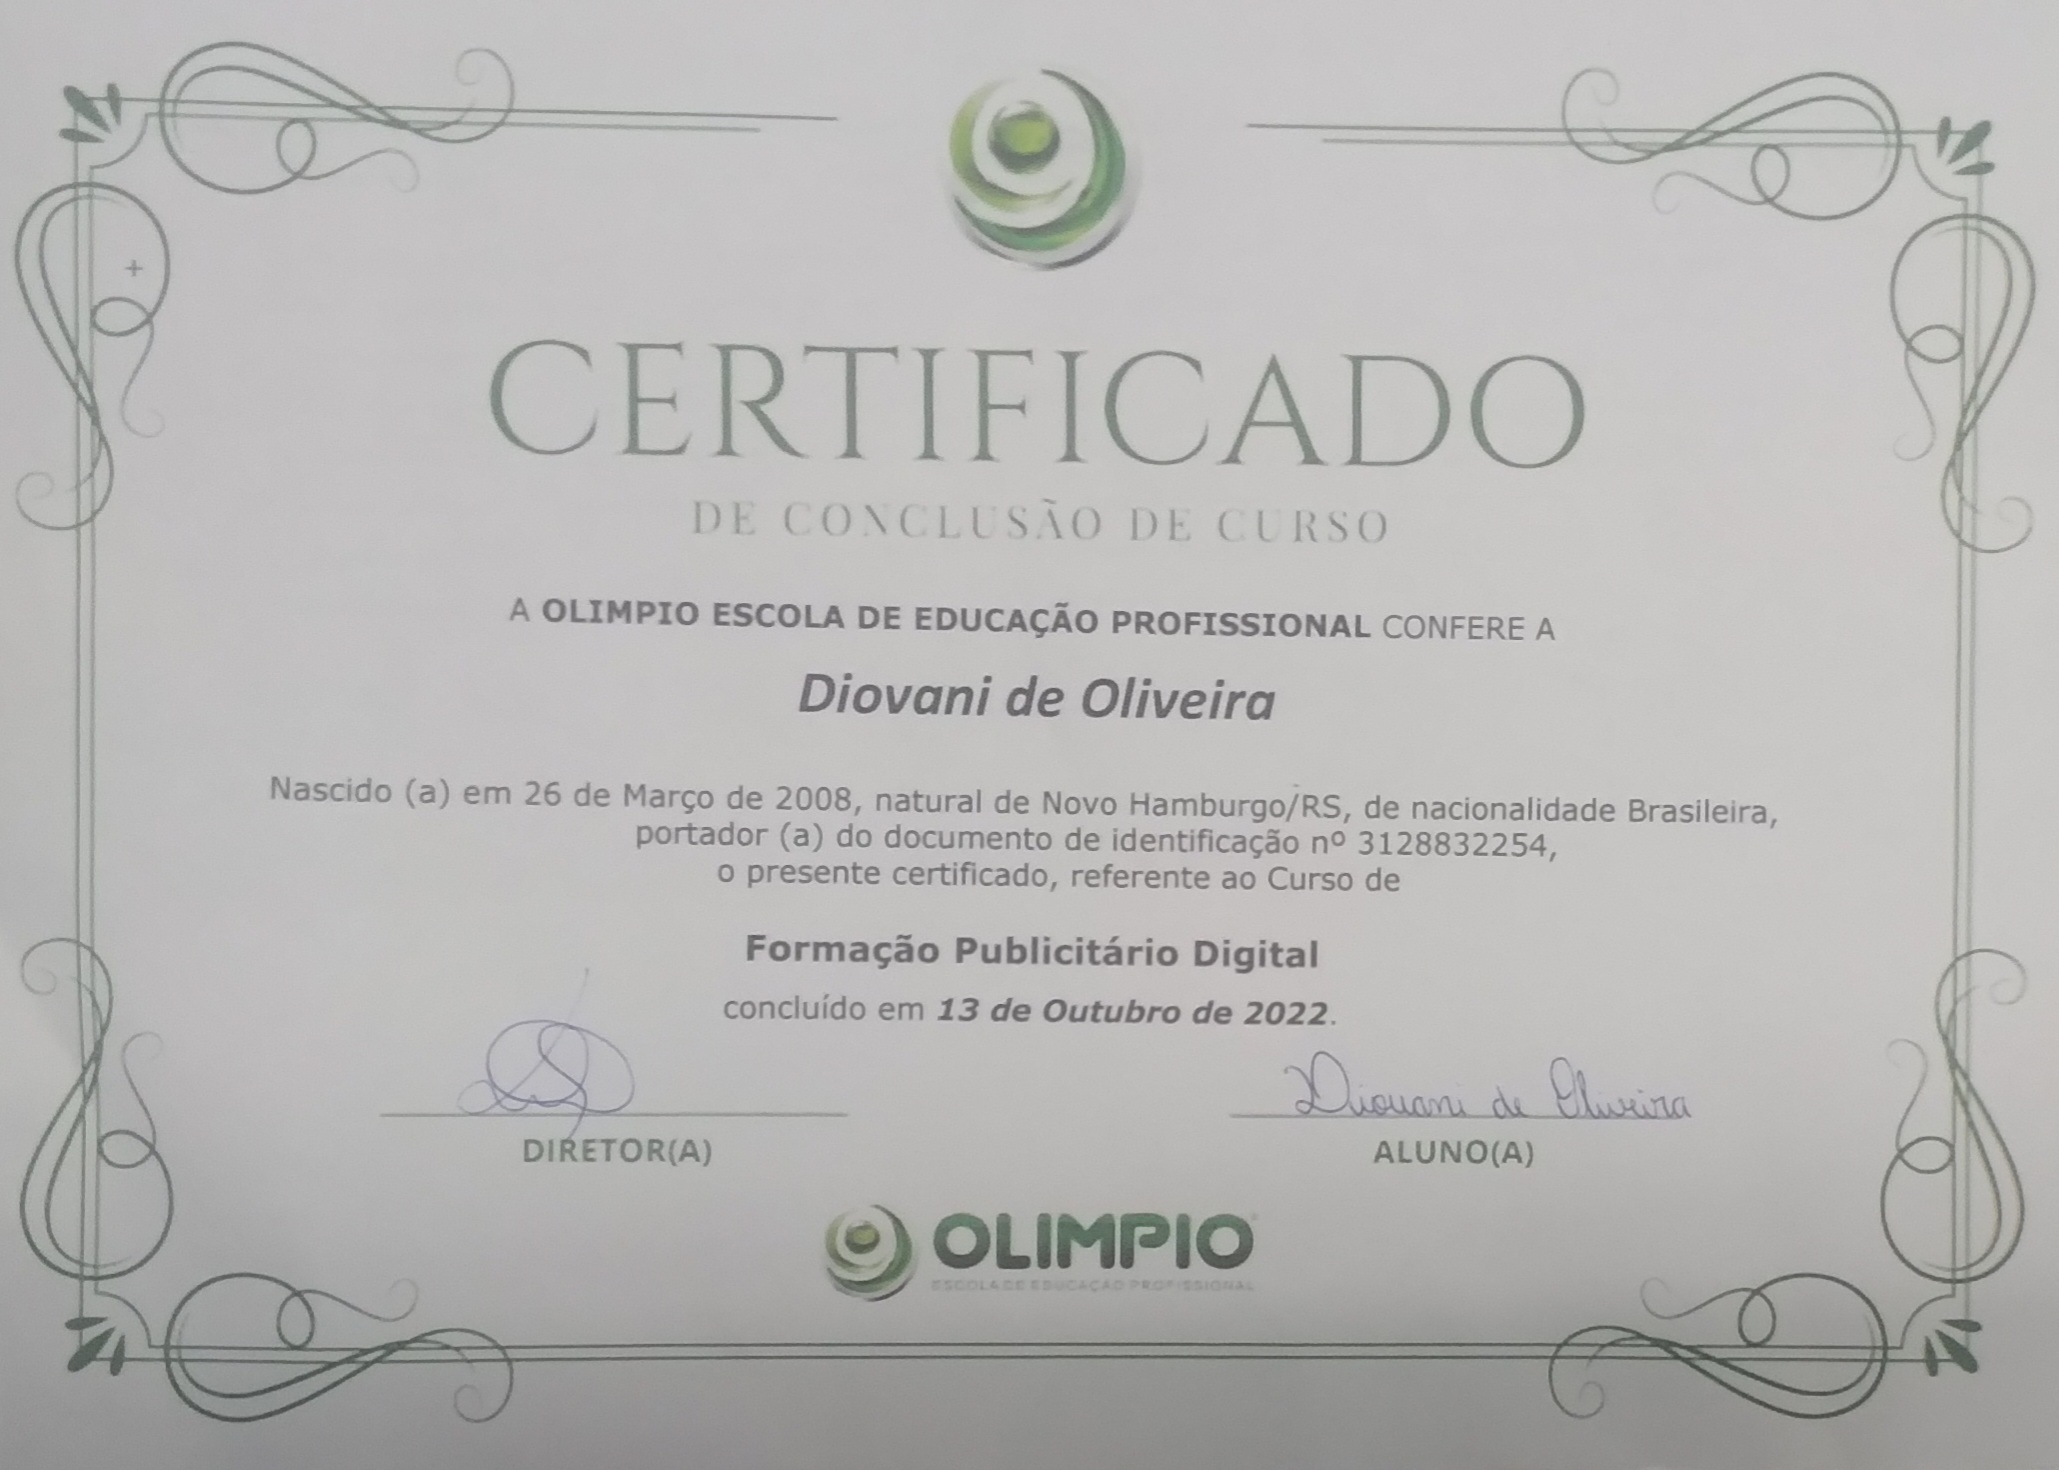 CERTIFICADO
DE CONCLUSÃO DE CURSO
A OLIMPIO ESCOLA DE EDUCAÇÃO PROFISSIONAL CONFERE A
Diovani de Oliveira
Nascido (a) em 26 de Março de 2008, natural de Novo Hamburgo/RS, de nacionalidade Brasileira,
portador (a) do documento de identificação nº 3128832254,
o presente certificado, referente ao Curso de
Formação Publicitário Digital
concluído em 13 de Outubro de 2022.
Diovani de Oliveira
DIRETOR(A)
ALUNO(A)
OLIMPIO
ESCOLA DE EDUCAÇÃO PROFISSIONAL